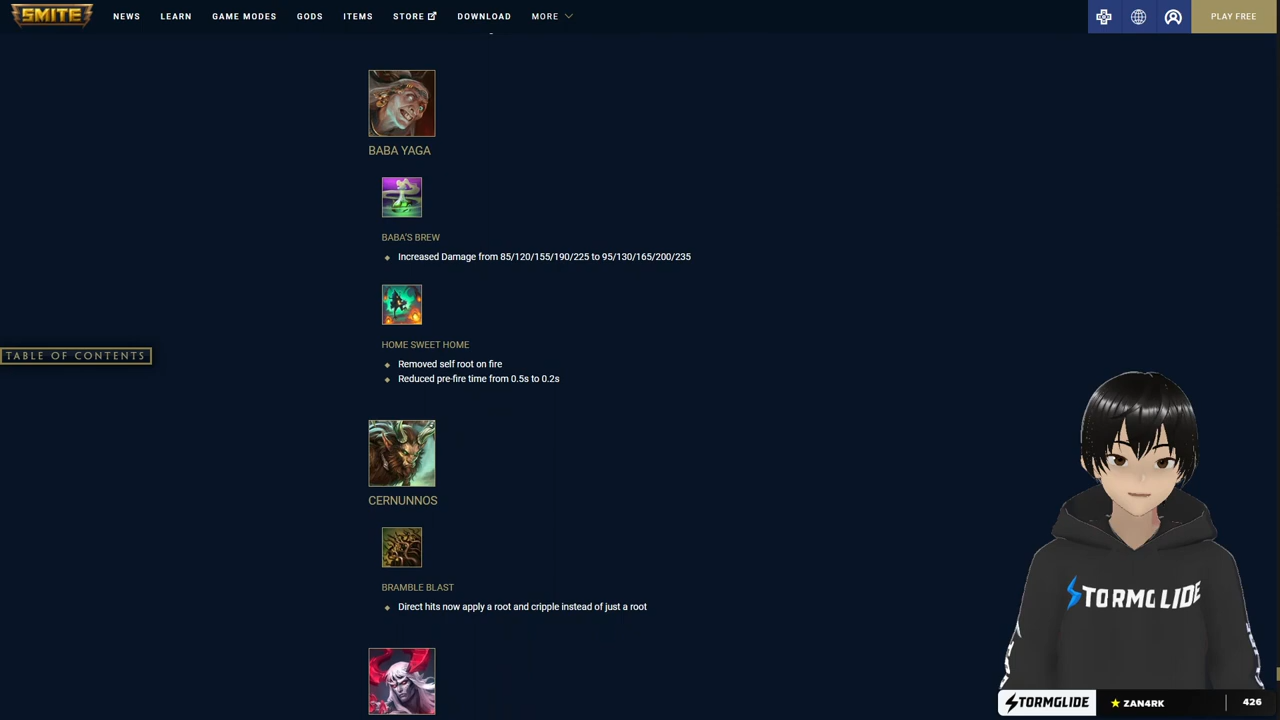 SMITE
NEWS
LEARN
GAME MODES
GODS
ITEMS
STORE
DOWNLOAD
MORE
PLAY FREE
BABA YAGA
BABA'S BREW
Increased Damage from 85/120/155/190/225 to 95/130/165/200/235
HOME SWEET HOME
Removed self root on fire
Reduced pre-fire time from 0.5s to 0.2s
TABLE OF CONTENTS
CERNUNNOS
BRAMBLE BLAST
Direct hits now apply a root and cripple instead of just a root
STORMGLIDE
STORMGLIDE
ZAN4RK
426